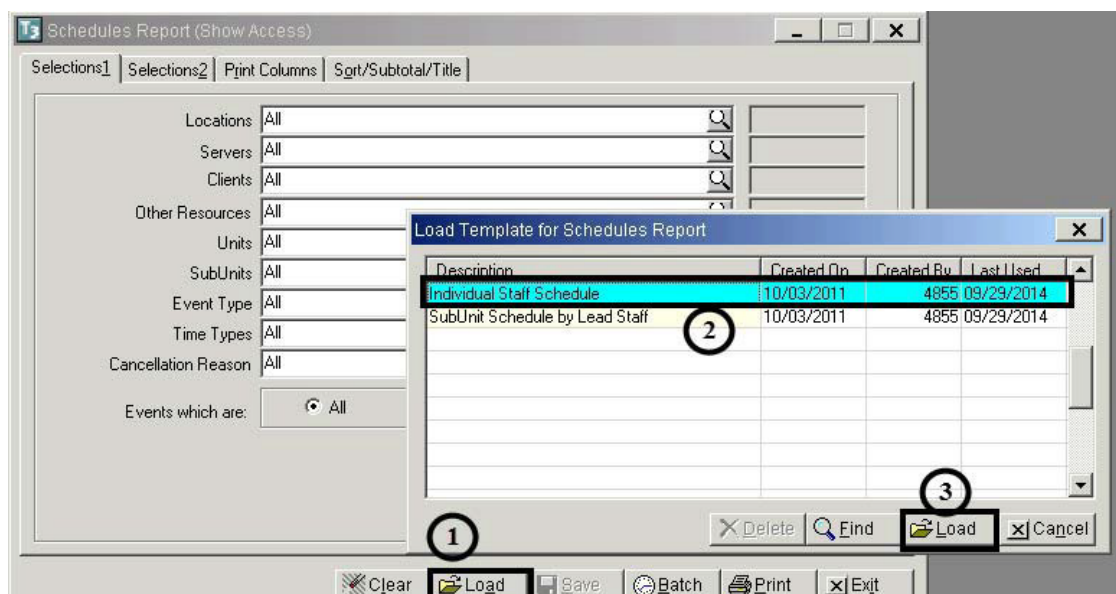 T3 Schedules Report (Show Access)
Selections1 Selections2 Print Columns Sort/Subtotal/Title
Locations All
Servers All
Clients All
Other Resources All
Units All
SubUnits All
Event Type All
Time Types All
Cancellation Reason All
Events which are: All
Load Template for Schedules Report
Description Created On Created By Last Used
Individual Staff Schedule 10/03/2011 4855 09/29/2014
SubUnit Schedule by Lead Staff 10/03/2011 4855 09/29/2014
2
3
Delete Find Load Cancel
1
Clear Load Save Batch Print Exit